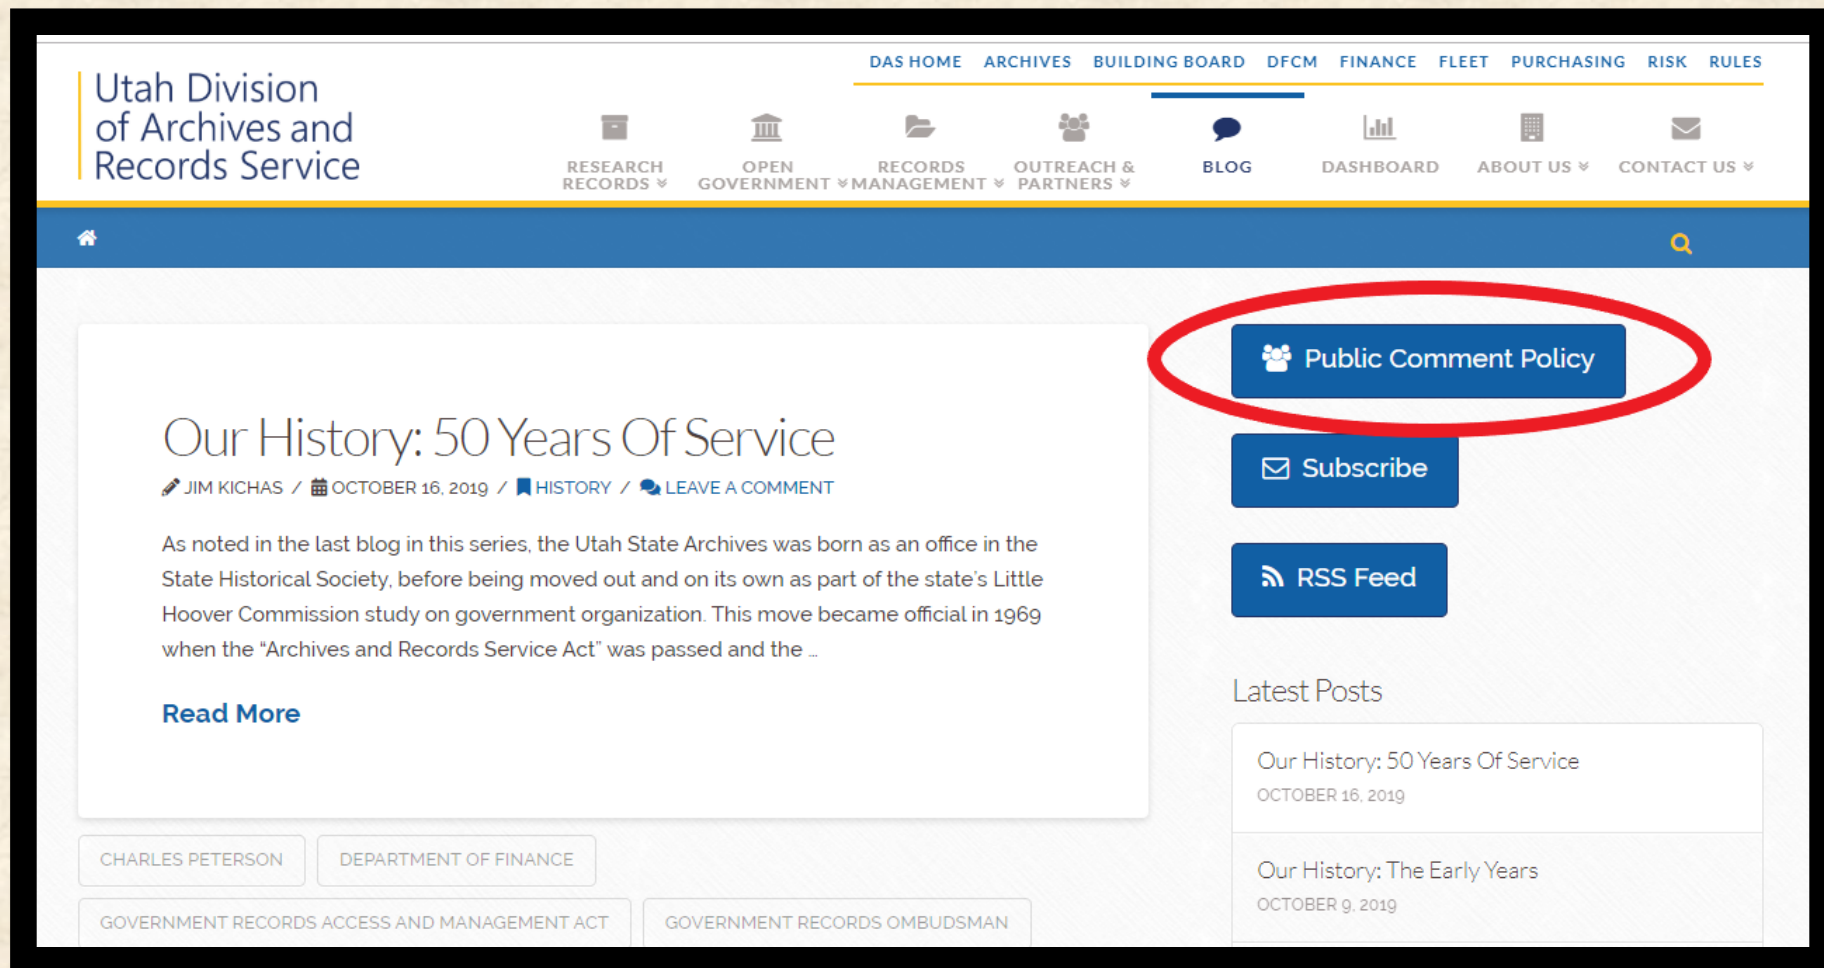 DAS HOME ARCHIVES BUILDING BOARD DFCM FINANCE FLEET PURCHASING RISK RULES
Utah Division
of Archives and
Records Service
RESEARCH
RECORDS
OPEN
GOVERNMENT
RECORDS
MANAGEMENT
OUTREACH &
PARTNERS
BLOG
DASHBOARD
ABOUT US
CONTACT US
Our History: 50 Years Of Service
JIM KICHAS / OCTOBER 16, 2019 / HISTORY / LEAVE A COMMENT
As noted in the last blog in this series, the Utah State Archives was born as an office in the
State Historical Society, before being moved out and on its own as part of the state's Little
Hoover Commission study on government organization. This move became official in 1969
when the “Archives and Records Service Act” was passed and the ...
Read More
CHARLES PETERSON
DEPARTMENT OF FINANCE
GOVERNMENT RECORDS ACCESS AND MANAGEMENT ACT
GOVERNMENT RECORDS OMBUDSMAN
Public Comment Policy
Subscribe
RSS Feed
Latest Posts
Our History: 50 Years Of Service
OCTOBER 16, 2019
Our History: The Early Years
OCTOBER 9, 2019